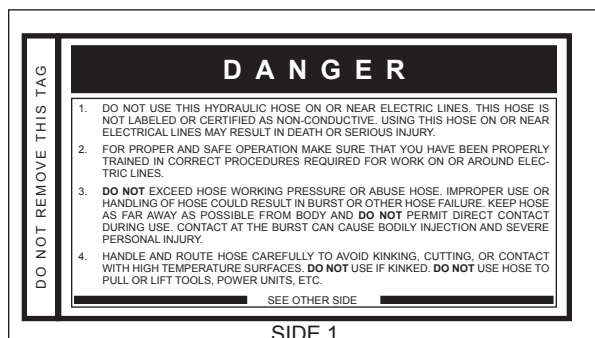 DO NOT REMOVE THIS TAG
DANGER
1. DO NOT USE THIS HYDRAULIC HOSE ON OR NEAR ELECTRIC LINES. THIS HOSE IS
NOT LABELED OR CERTIFIED AS NON-CONDUCTIVE. USING THIS HOSE ON OR NEAR
ELECTRICAL LINES MAY RESULT IN DEATH OR SERIOUS INJURY.
2. FOR PROPER AND SAFE OPERATION MAKE SURE THAT YOU HAVE BEEN PROPERLY
TRAINED IN CORRECT PROCEDURES REQUIRED FOR WORK ON OR AROUND ELEC-
TRIC LINES.
3. DO NOT EXCEED HOSE WORKING PRESSURE OR ABUSE HOSE. IMPROPER USE OR
HANDLING OF HOSE COULD RESULT IN BURST OR OTHER HOSE FAILURE. KEEP HOSE
AS FAR AWAY AS POSSIBLE FROM BODY AND DO NOT PERMIT DIRECT CONTACT
DURING USE. CONTACT AT THE BURST CAN CAUSE BODILY INJECTION AND SEVERE
PERSONAL INJURY.
4. HANDLE AND ROUTE HOSE CAREFULLY TO AVOID KINKING, CUTTING, OR CONTACT
WITH HIGH TEMPERATURE SURFACES. DO NOT USE IF KINKED. DO NOT USE HOSE TO
PULL OR LIFT TOOLS, POWER UNITS, ETC.
SEE OTHER SIDE
SIDE 1